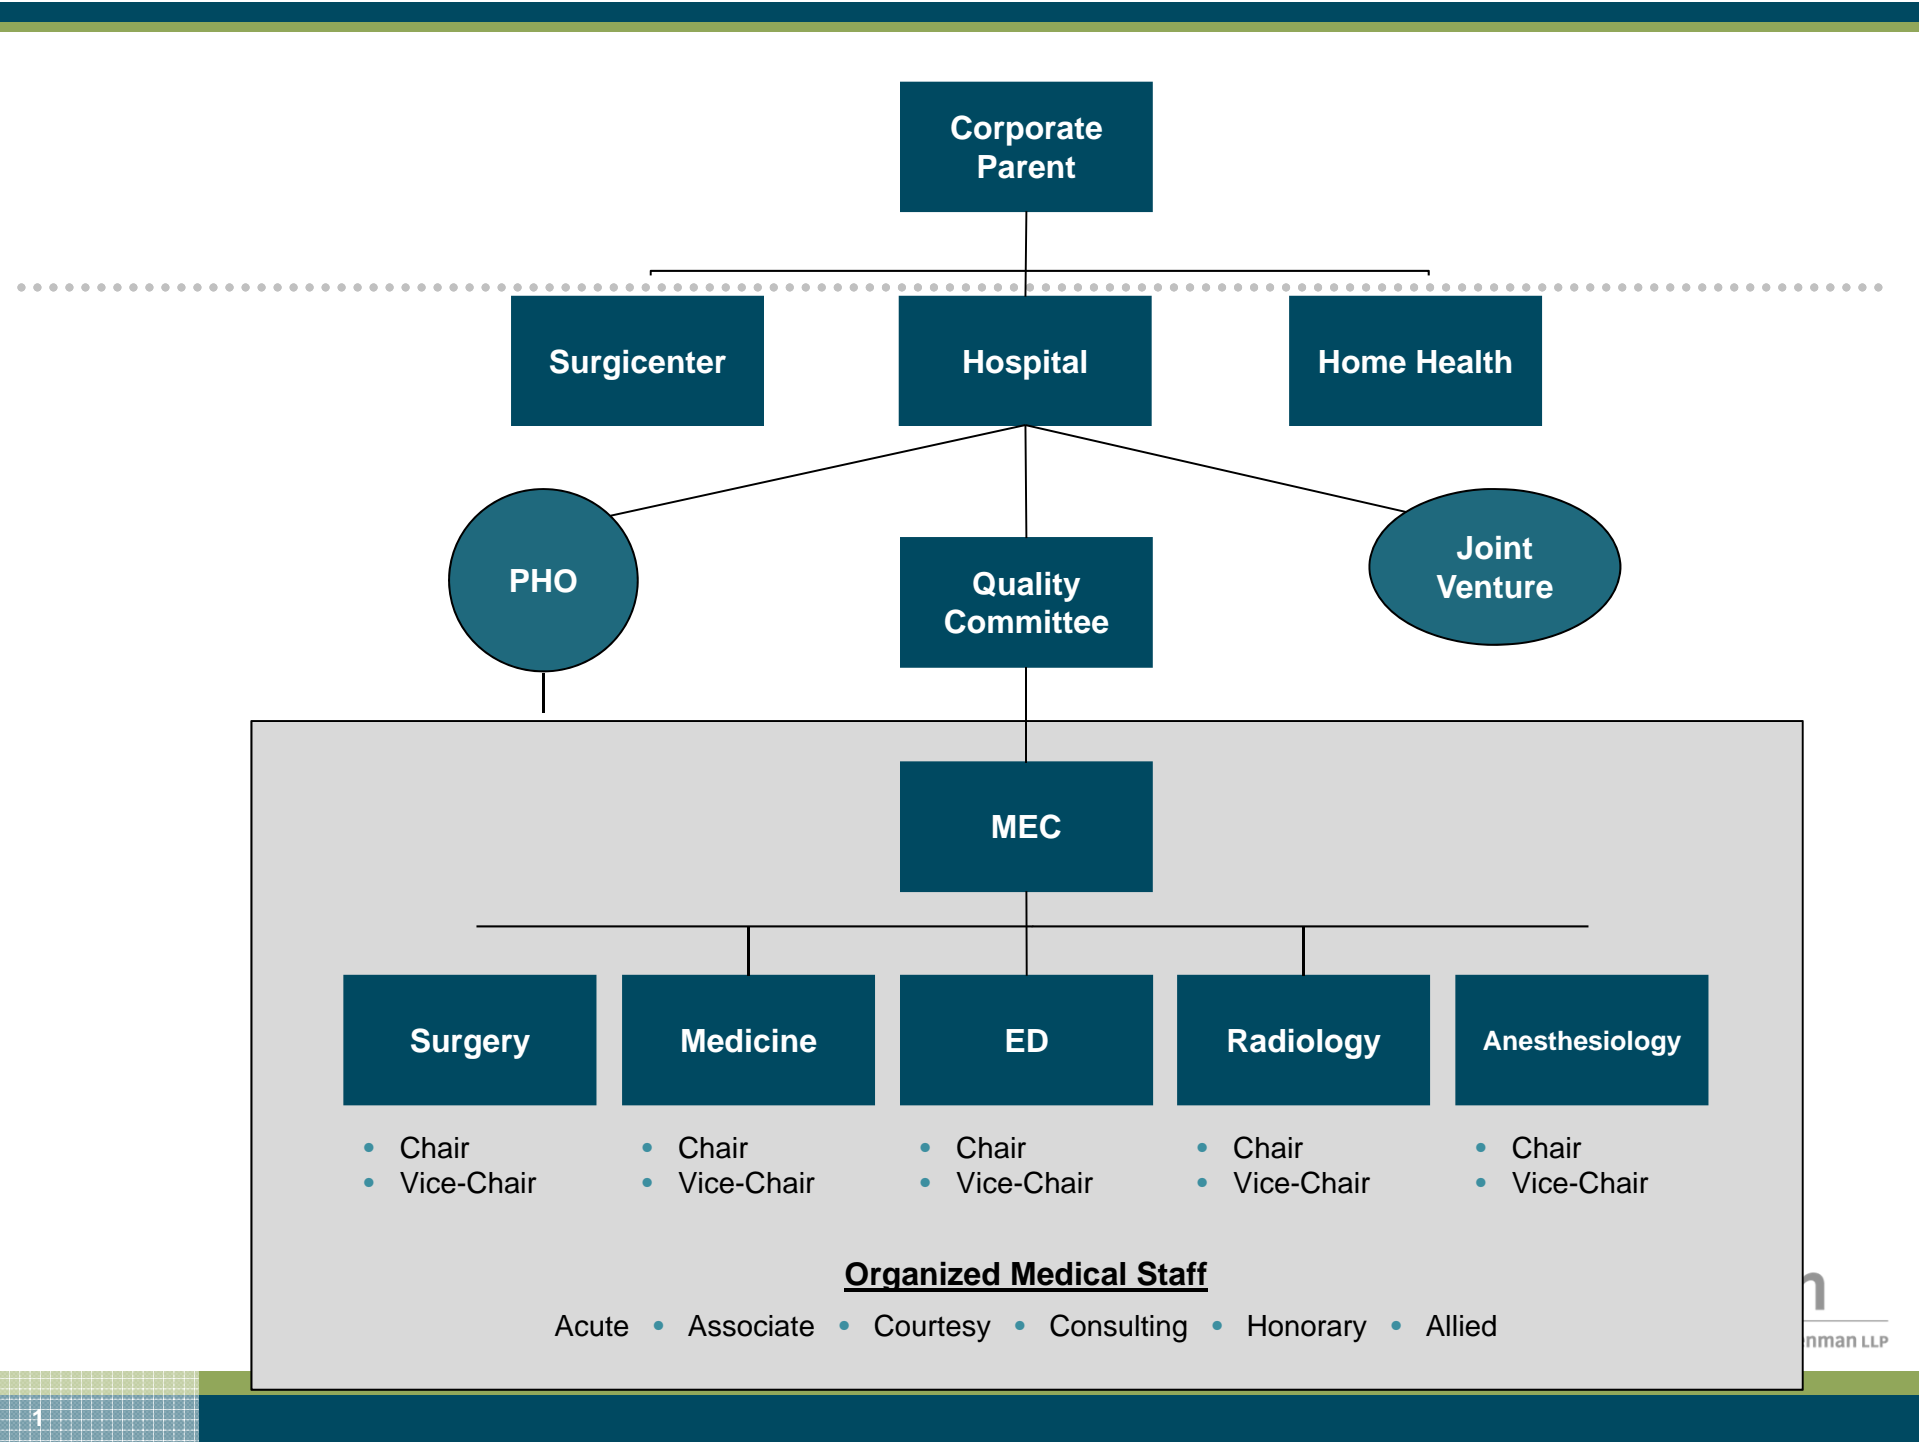 Corporate
Parent
Surgicenter
Hospital
Home Health
PHO
Quality
Committee
Joint
Venture
MEC
Surgery
Medicine
ED
Radiology
Anesthesiology
• Chair
• Vice-Chair
• Chair
• Vice-Chair
• Chair
• Vice-Chair
• Chair
• Vice-Chair
• Chair
• Vice-Chair
Organized Medical Staff
Acute • Associate • Courtesy • Consulting • Honorary • Allied
LLP
1